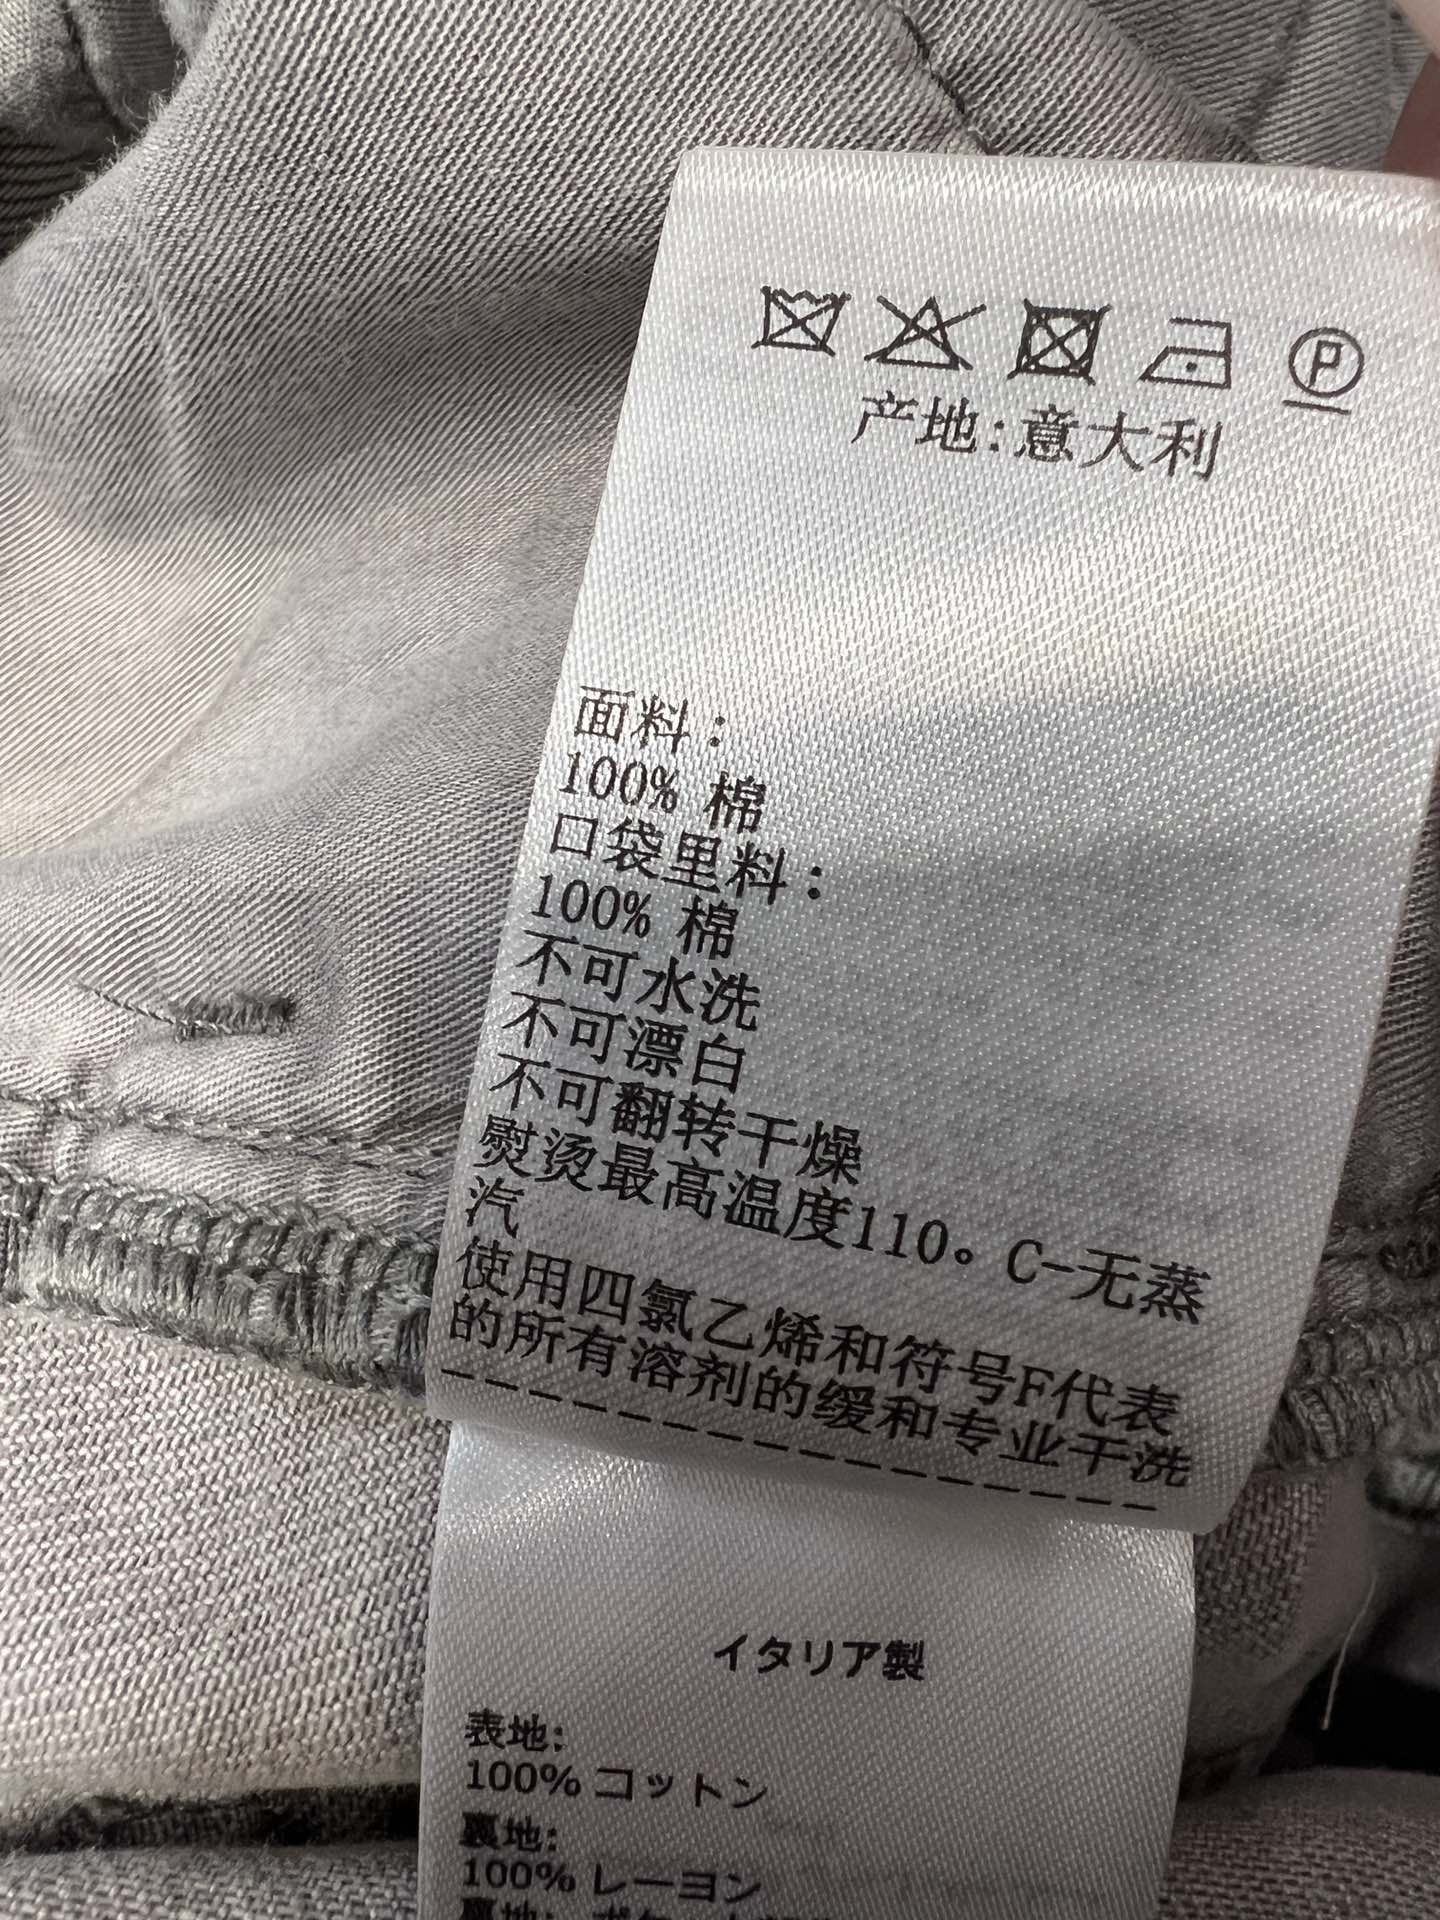 P
产地:意大利
面料:
100% 棉
口袋里料:
100% 棉
不可水洗
不可漂白
不可翻转干燥
熨烫最高温度110。C-无蒸
汽
使用四氯乙烯和符号F代表
的所有溶剂的缓和专业干洗
--------------------
イタリア製
表地:
100% コットン
裏地:
100% レーヨン
裏地: